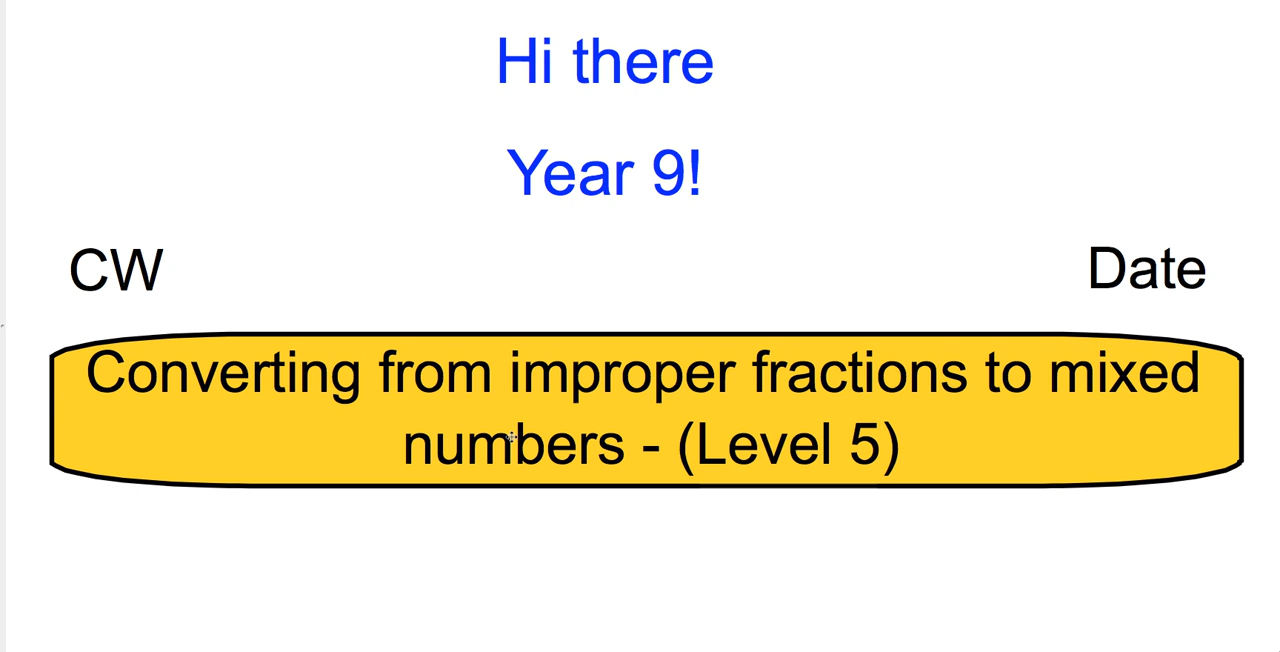 Hi there
Year 9!
CW
Date
Converting from improper fractions to mixed
numbers - (Level 5)